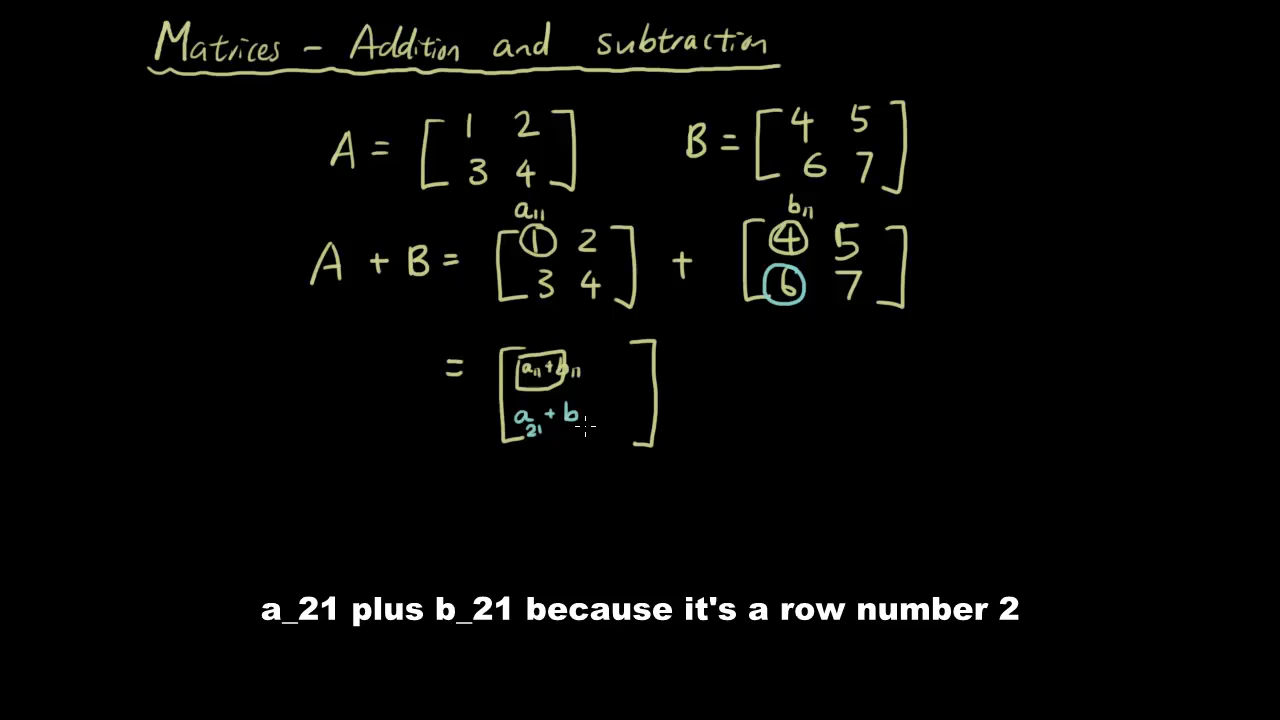 Matrices - Addition and subtraction
A = [ 1 2 B = [ 4 5
3 4 ] 6 7 ]
a11 b11
A + B = [ 1 2 + [ 4 5
3 4 ] 6 7 ]
= [ a11 + b11
a21 + b ]
a_21 plus b_21 because it's a row number 2